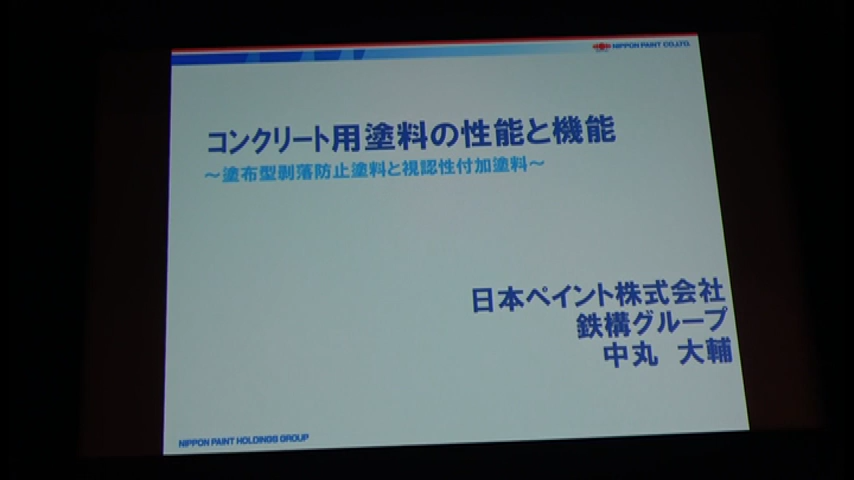 NIPPON PAINT CO.,LTD.
コンクリート用塗料の性能と機能
～塗布型剥落防止塗料と視認性付加塗料～
日本ペイント株式会社
鉄構グループ
中丸 大輔
NIPPON PAINT HOLDINGS GROUP